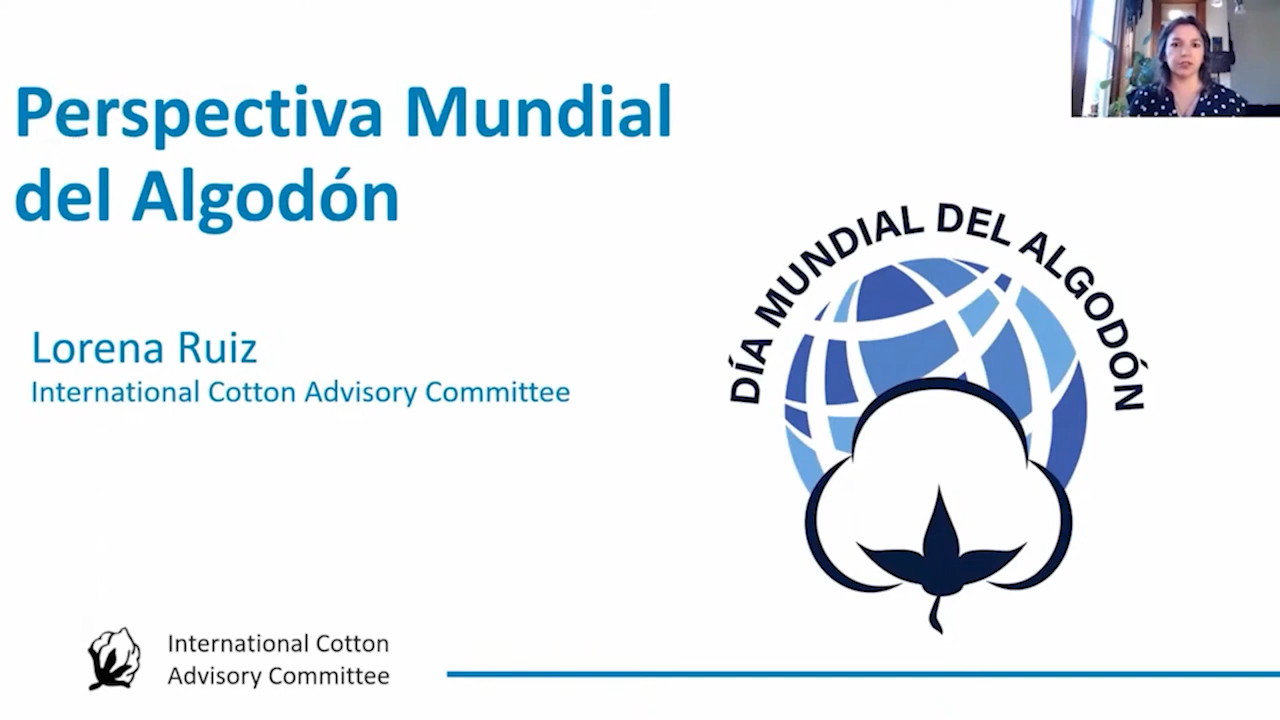 Perspectiva Mundial
del Algodón
Lorena Ruiz
International Cotton Advisory Committee
DÍA MUNDIAL DEL ALGODÓN
International Cotton
Advisory Committee